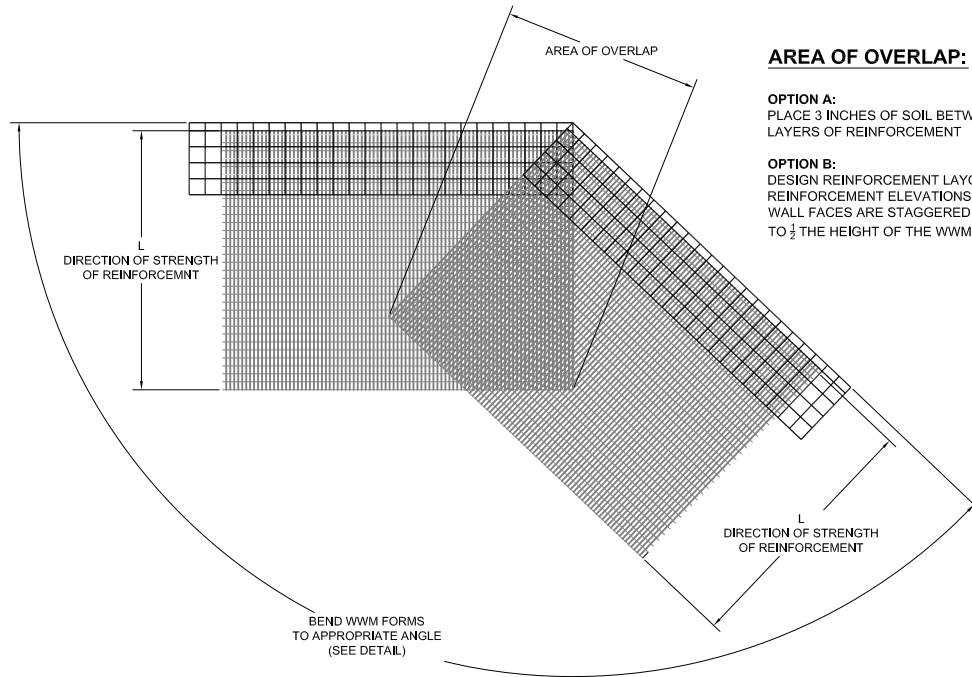 AREA OF OVERLAP
AREA OF OVERLAP:
OPTION A:
PLACE 3 INCHES OF SOIL
LAYERS OF REINFORCEMENT
OPTION B:
DESIGN REINFORCEMENT
REINFORCEMENT ELEVATIONS
WALL FACES ARE STAGGERED
TO 1/2 THE HEIGHT OF THE WWM
L
DIRECTION OF STRENGTH
OF REINFORCEMNT
L
DIRECTION OF STRENGTH
OF REINFORCEMENT
BEND WWM FORMS
TO APPROPRIATE ANGLE
(SEE DETAIL)